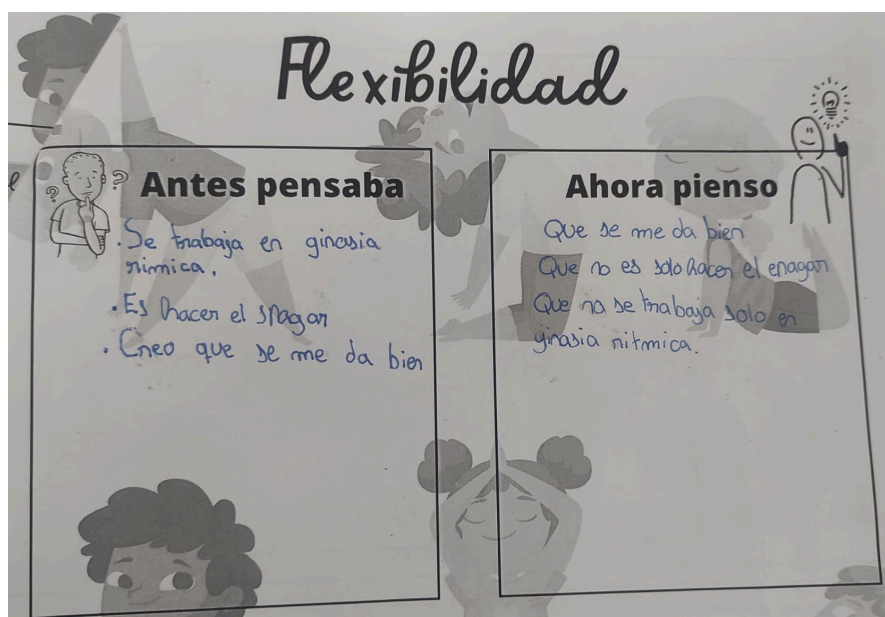 Flexibilidad
Antes pensaba
.Se trabaja en ginasia
rimica.
.Es hacer el spagar
. Creo que se me da bien
Ahora pienso
Que se me da bien
Que no es solo hacer el enagar
Que no se trabaja solo en
ginasia ritmica.